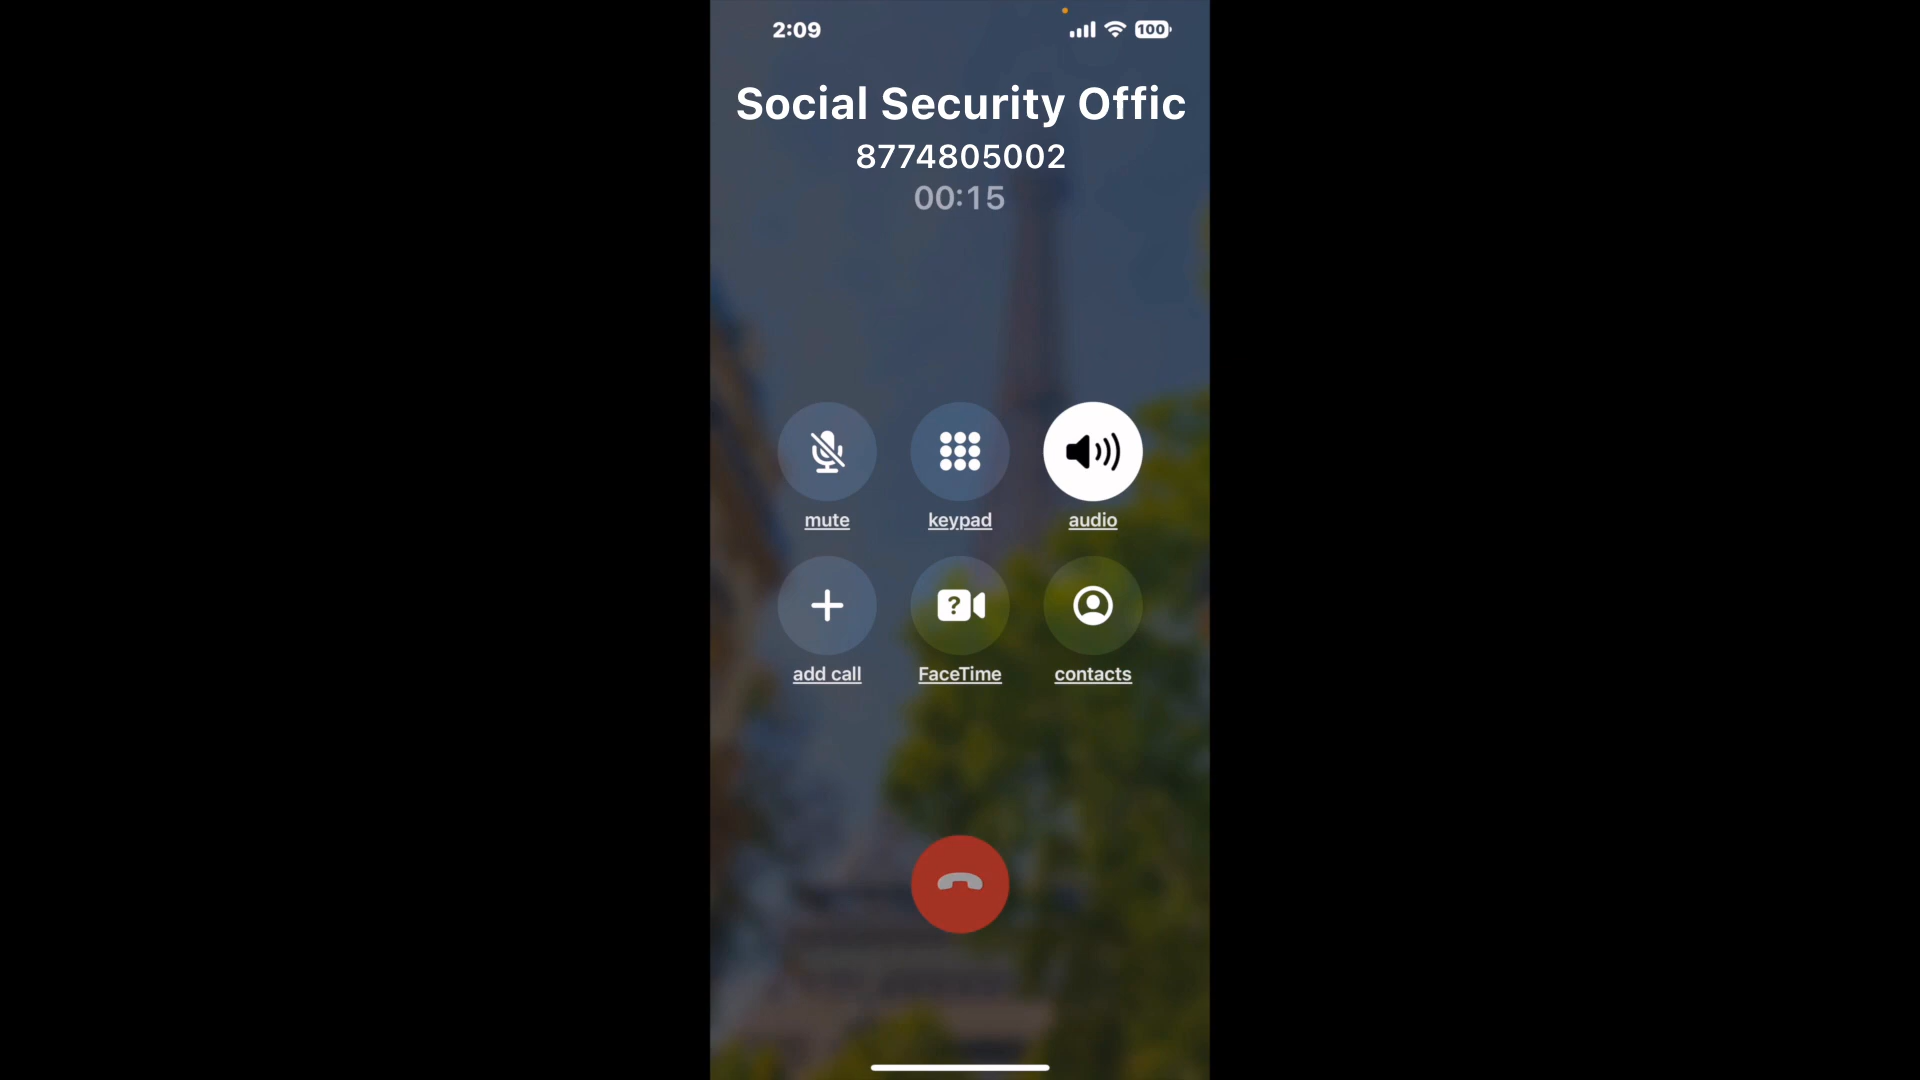 2:09
100
Social Security Offic
8774805002
00:15
mute
keypad
audio
?
add call
FaceTime
contacts